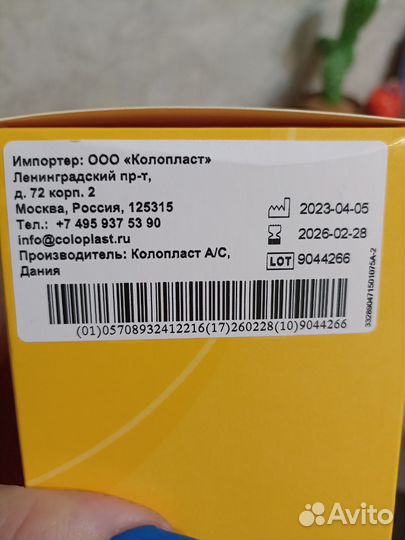 Импортер: ООО «Колопласт»
Ленинградский пр-т,
д. 72 корп. 2
Москва, Россия, 125315
Тел.: +7 495 937 53 90
info@coloplast.ru
Производитель: Колопласт А/С,
Дания
2023-04-05
2026-02-28
LOT 9044266
(01)05708932412216(17)260228(10)9044266
Avito